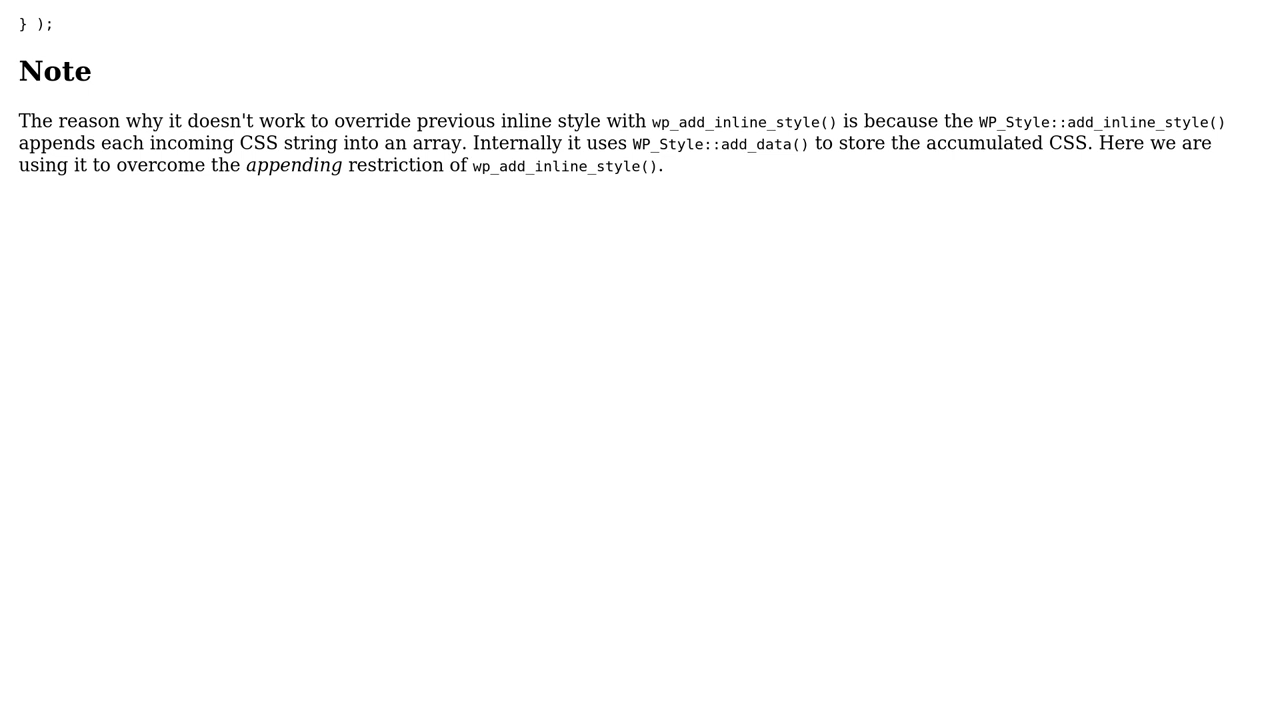 } );
Note
The reason why it doesn't work to override previous inline style with wp_add_inline_style() is because the WP_Style::add_inline_style()
appends each incoming CSS string into an array. Internally it uses WP_Style::add_data() to store the accumulated CSS. Here we are
using it to overcome the appending restriction of wp_add_inline_style().